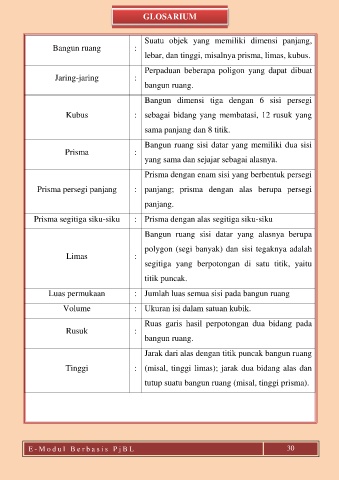 GLOSARIUM
Suatu objek yang memiliki dimensi panjang,
Bangun ruang :
lebar, dan tinggi, misalnya prisma, limas, kubus.
Perpaduan beberapa poligon yang dapat dibuat
Jaring-jaring :
bangun ruang.
Bangun dimensi tiga dengan 6 sisi persegi
Kubus : sebagai bidang yang membatasi, 12 rusuk yang
sama panjang dan 8 titik.
Bangun ruang sisi datar yang memiliki dua sisi
Prisma :
yang sama dan sejajar sebagai alasnya.
Prisma dengan enam sisi yang berbentuk persegi
Prisma persegi panjang : panjang; prisma dengan alas berupa persegi
panjang.
Prisma segitiga siku-siku : Prisma dengan alas segitiga siku-siku
Bangun ruang sisi datar yang alasnya berupa
polygon (segi banyak) dan sisi tegaknya adalah
Limas :
segitiga yang berpotongan di satu titik, yaitu
titik puncak.
Luas permukaan : Jumlah luas semua sisi pada bangun ruang
Volume : Ukuran isi dalam satuan kubik.
Ruas garis hasil perpotongan dua bidang pada
Rusuk :
bangun ruang.
Jarak dari alas dengan titik puncak bangun ruang
Tinggi : (misal, tinggi limas); jarak dua bidang alas dan
tutup suatu bangun ruang (misal, tinggi prisma).
E-Modul Berbasis PjBL 30